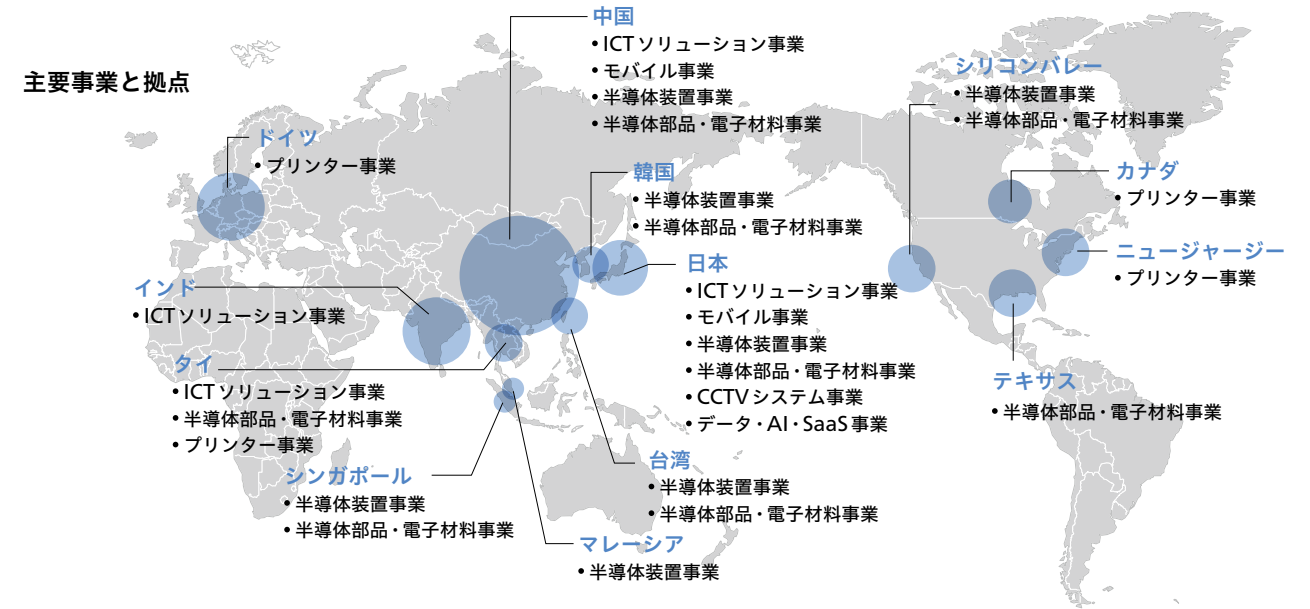 主要事業と拠点
中国
• ICTソリューション事業
• モバイル事業
• 半導体装置事業
• 半導体部品・電子材料事業
シリコンバレー
• 半導体装置事業
• 半導体部品・電子材料事業
ドイツ
• プリンター事業
韓国
• 半導体装置事業
• 半導体部品・電子材料事業
カナダ
• プリンター事業
ニュージャージー
• プリンター事業
日本
• ICTソリューション事業
• モバイル事業
• 半導体装置事業
• 半導体部品・電子材料事業
• CCTVシステム事業
• データ・AI・SaaS事業
インド
• ICTソリューション事業
タイ
• ICTソリューション事業
• 半導体部品・電子材料事業
• プリンター事業
テキサス
• 半導体部品・電子材料事業
シンガポール
• 半導体装置事業
• 半導体部品・電子材料事業
台湾
• 半導体装置事業
• 半導体部品・電子材料事業
マレーシア
• 半導体装置事業